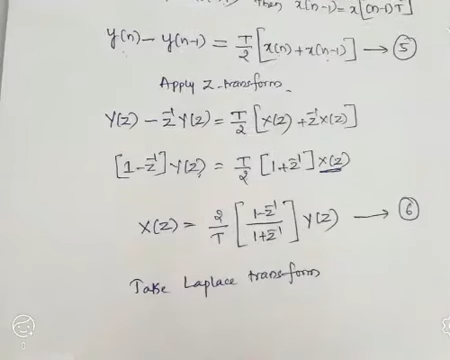 then x[n-1] = x[(n-1)T]
y(n) - y(n-1) = T/2 [x(n) + x(n-1)] → ⑤
Apply Z-transform.
Y(z) - z⁻¹Y(z) = T/2 [X(z) + z⁻¹X(z)]
[1-z⁻¹]Y(z) = T/2 [1+z⁻¹]X(z)
X(z) = 2/T [1-z⁻¹/1+z⁻¹] Y(z) → ⑥
Take Laplace transform